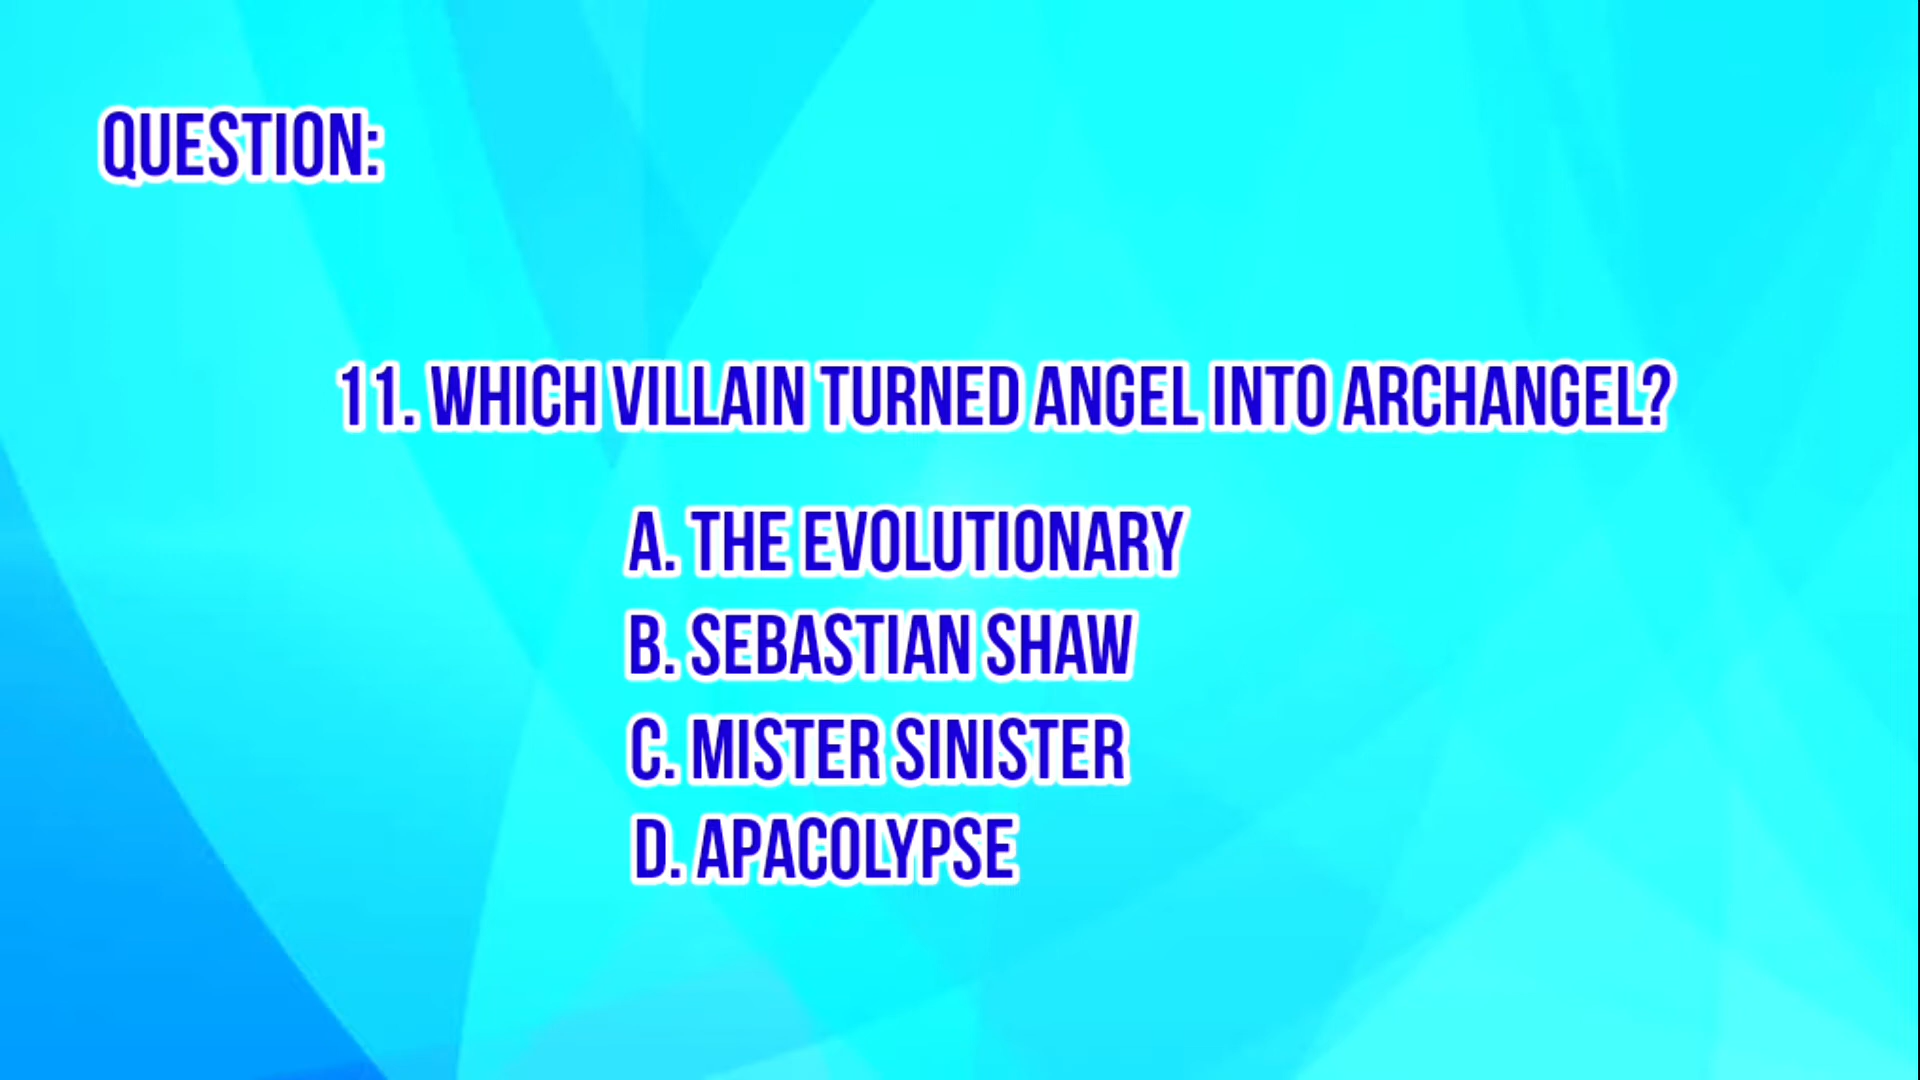 QUESTION:
11. WHICH VILLAIN TURNED ANGEL INTO ARCHANGEL?
A. THE EVOLUTIONARY
B. SEBASTIAN SHAW
C. MISTER SINISTER
D. APACOLYPSE